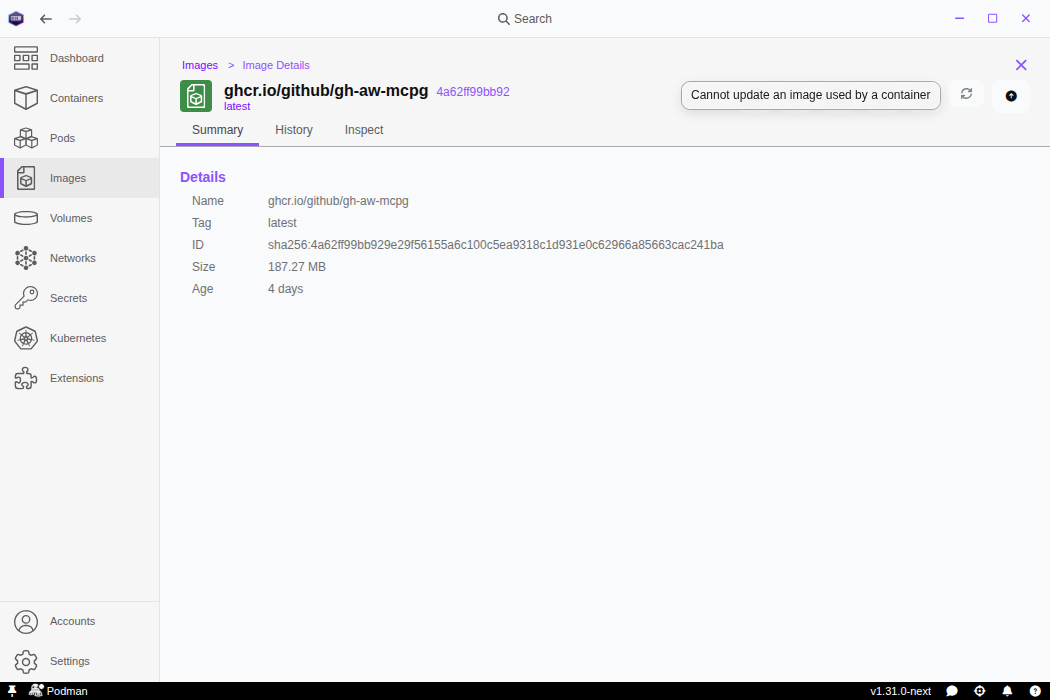 Search
Dashboard
Containers
Pods
Images
Volumes
Networks
Secrets
Kubernetes
Extensions
Accounts
Settings
Images > Image Details
ghcr.io/github/gh-aw-mcpg 4a62ff99bb92
latest
Cannot update an image used by a container
Summary History Inspect
Details
Name ghcr.io/github/gh-aw-mcpg
Tag latest
ID sha256:4a62ff99bb929e29f56155a6c100c5ea9318c1d931e0c62966a85663cac241ba
Size 187.27 MB
Age 4 days
Podman
v1.31.0-next